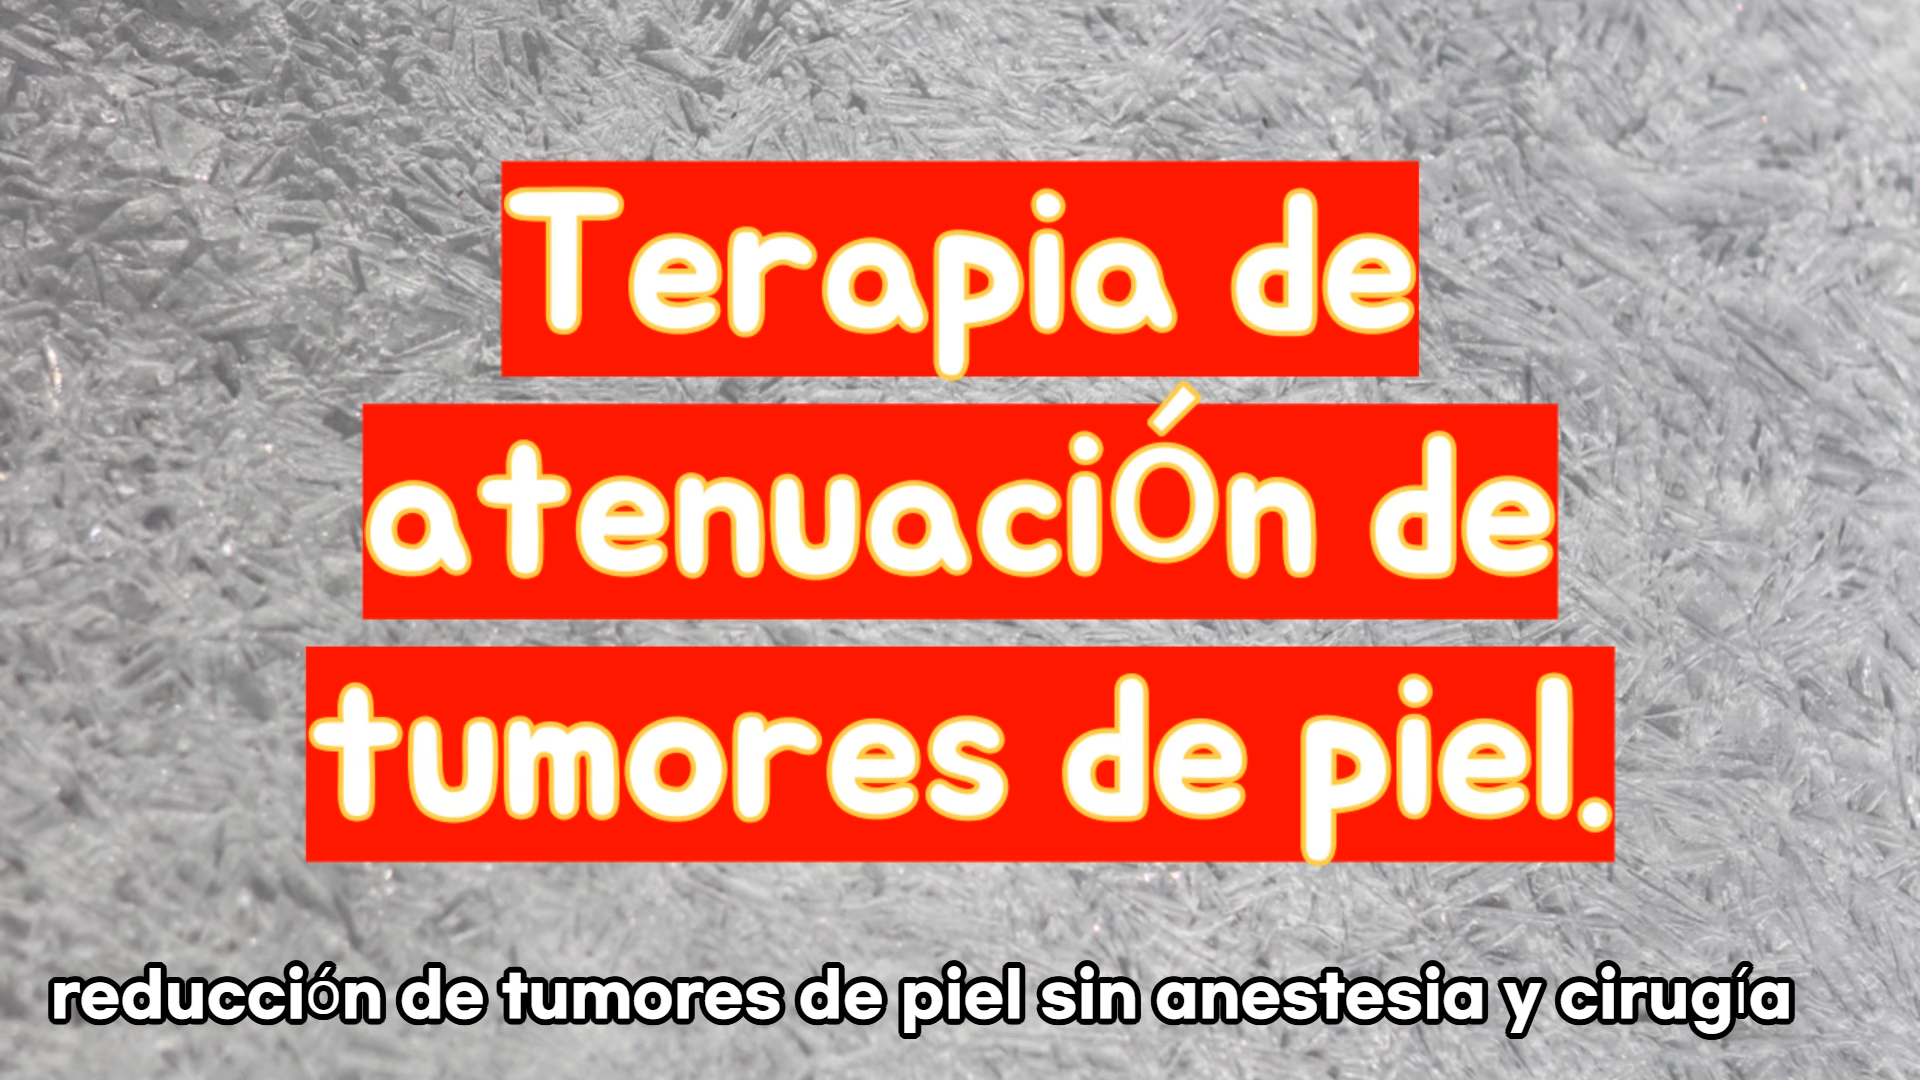 Terapia de
atenuaciÓn de
tumores de piel.
reducción de tumores de piel sin anestesia y cirugía